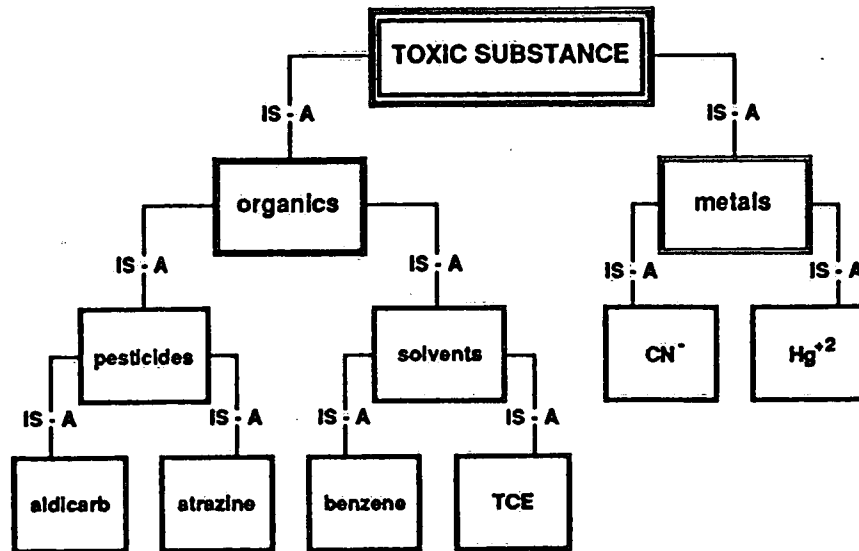 TOXIC SUBSTANCE
IS - A
IS - A
organics
metals
IS - A
IS - A
IS - A
IS - A
pesticides
solvents
CN⁻
Hg⁺²
IS - A
IS - A
IS - A
IS - A
aldicarb
atrazine
benzene
TCE